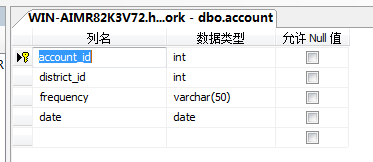 WIN-AIMR82K3V72.h...ork - dbo.account
列名 数据类型 允许 Null 值
account_id int
district_id int
frequency varchar(50)
date date